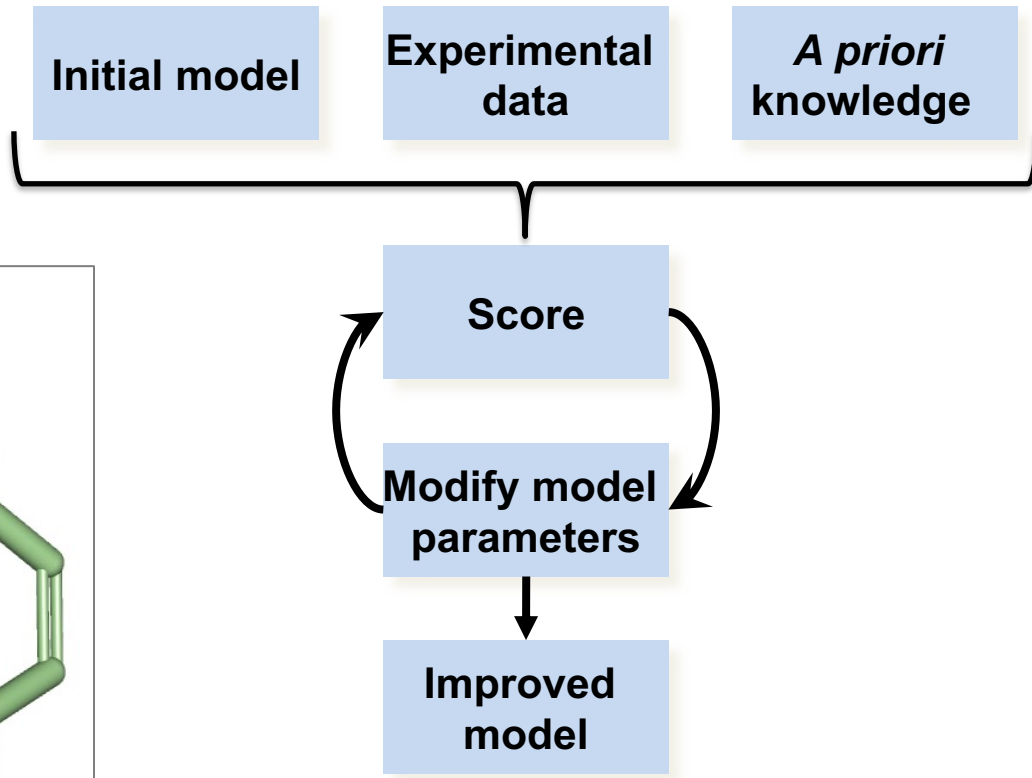 Initial model
Experimental
data
A priori
knowledge
Score
Modify model
parameters
Improved
model